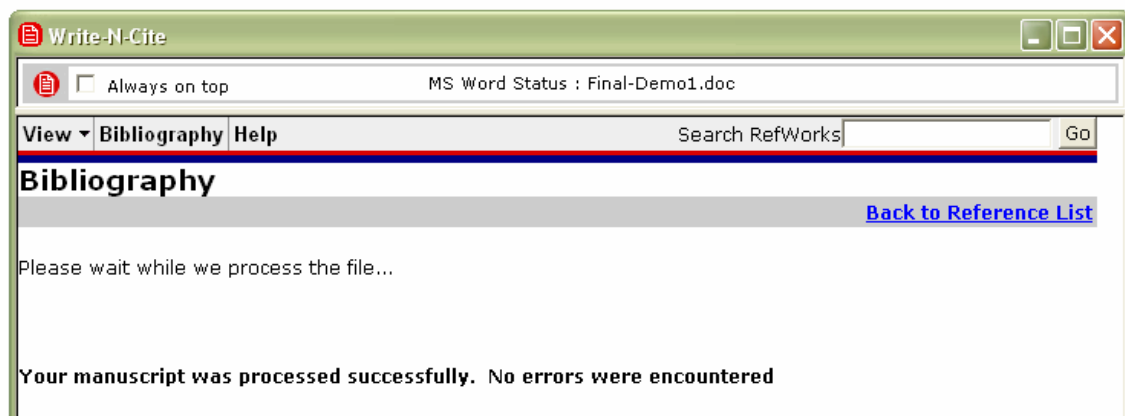 Write-N-Cite
Always on top MS Word Status : Final-Demo1.doc
View Bibliography Help Search RefWorks Go
Bibliography
Back to Reference List
Please wait while we process the file...
Your manuscript was processed successfully. No errors were encountered